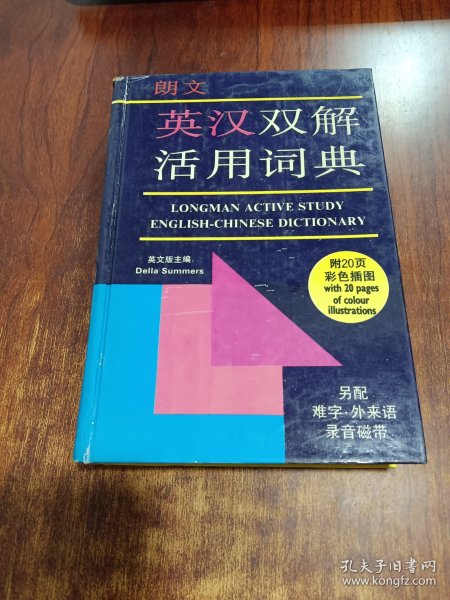 朗文
英汉双解
活用词典
LONGMAN ACTIVE STUDY
ENGLISH-CHINESE DICTIONARY
英文版主编
Della Summers
附20页
彩色插图
with 20 pages
of colour
illustrations
另配
难字·外来语
录音磁带
孔夫子旧书网
www.kongfz.com